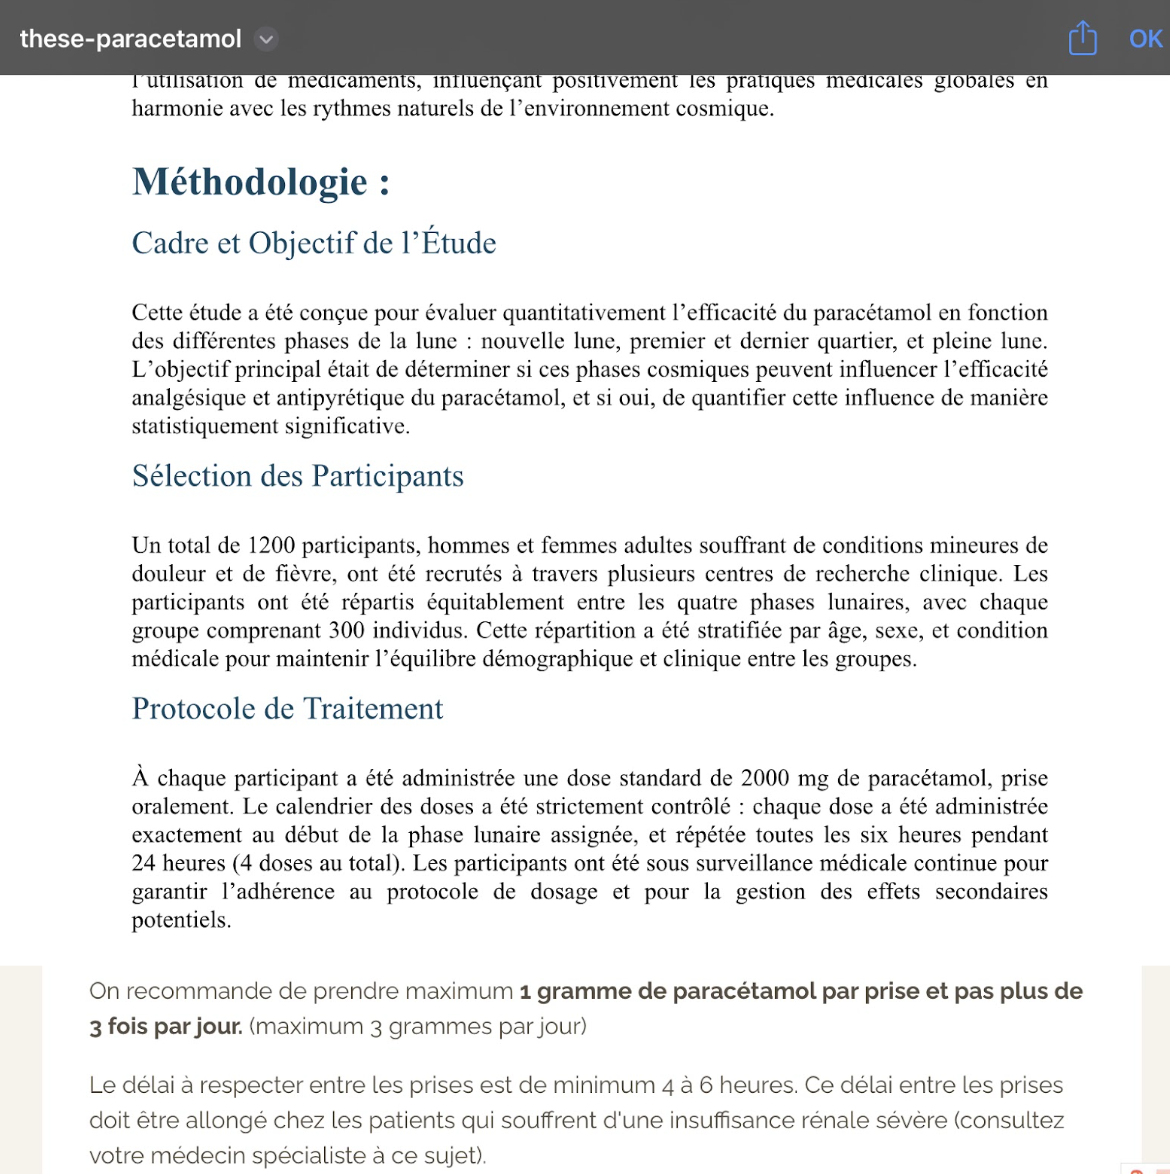 these-paracetamol
OK
l’utilisation de médicaments, influençant positivement les pratiques médicales globales en
harmonie avec les rythmes naturels de l’environnement cosmique.
Méthodologie :
Cadre et Objectif de l’Étude
Cette étude a été conçue pour évaluer quantitativement l’efficacité du paracétamol en fonction
des différentes phases de la lune : nouvelle lune, premier et dernier quartier, et pleine lune.
L’objectif principal était de déterminer si ces phases cosmiques peuvent influencer l’efficacité
analgésique et antipyrétique du paracétamol, et si oui, de quantifier cette influence de manière
statistiquement significative.
Sélection des Participants
Un total de 1200 participants, hommes et femmes adultes souffrant de conditions mineures de
douleur et de fièvre, ont été recrutés à travers plusieurs centres de recherche clinique. Les
participants ont été répartis équitablement entre les quatre phases lunaires, avec chaque
groupe comprenant 300 individus. Cette répartition a été stratifiée par âge, sexe, et condition
médicale pour maintenir l’équilibre démographique et clinique entre les groupes.
Protocole de Traitement
À chaque participant a été administrée une dose standard de 2000 mg de paracétamol, prise
oralement. Le calendrier des doses a été strictement contrôlé : chaque dose a été administrée
exactement au début de la phase lunaire assignée, et répétée toutes les six heures pendant
24 heures (4 doses au total). Les participants ont été sous surveillance médicale continue pour
garantir l’adhérence au protocole de dosage et pour la gestion des effets secondaires
potentiels.
On recommande de prendre maximum 1 gramme de paracétamol par prise et pas plus de
3 fois par jour. (maximum 3 grammes par jour)
Le délai à respecter entre les prises est de minimum 4 à 6 heures. Ce délai entre les prises
doit être allongé chez les patients qui souffrent d'une insuffisance rénale sévère (consultez
votre médecin spécialiste à ce sujet).